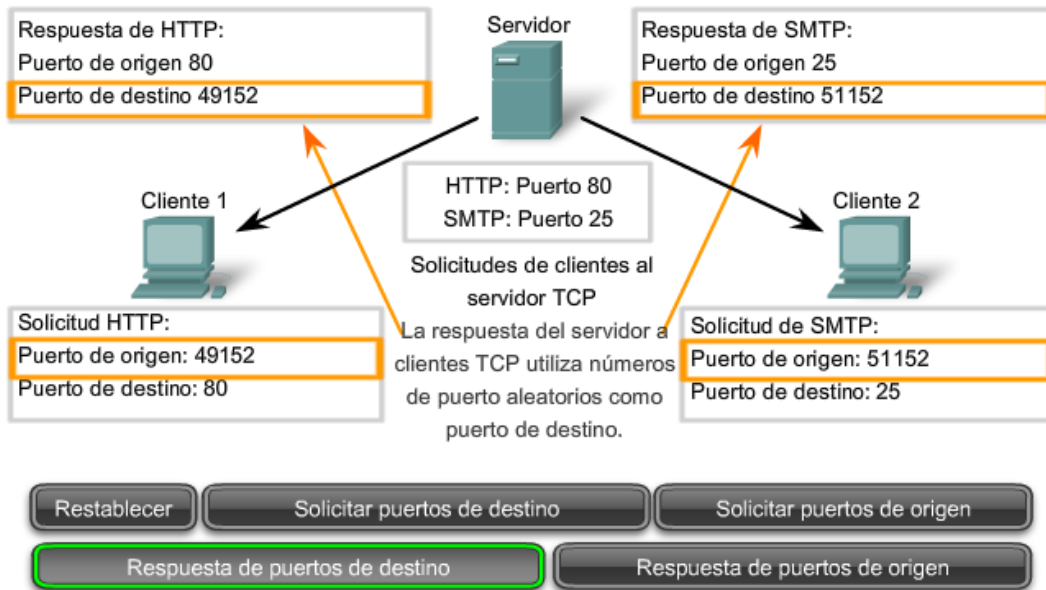 Respuesta de HTTP:
Puerto de origen 80
Puerto de destino 49152
Servidor
Respuesta de SMTP:
Puerto de origen 25
Puerto de destino 51152
HTTP: Puerto 80
SMTP: Puerto 25
Cliente 1
Cliente 2
Solicitudes de clientes al
servidor TCP
La respuesta del servidor a
clientes TCP utiliza números
de puerto aleatorios como
puerto de destino.
Solicitud HTTP:
Puerto de origen: 49152
Puerto de destino: 80
Solicitud de SMTP:
Puerto de origen: 51152
Puerto de destino: 25
Restablecer
Solicitar puertos de destino
Solicitar puertos de origen
Respuesta de puertos de destino
Respuesta de puertos de origen